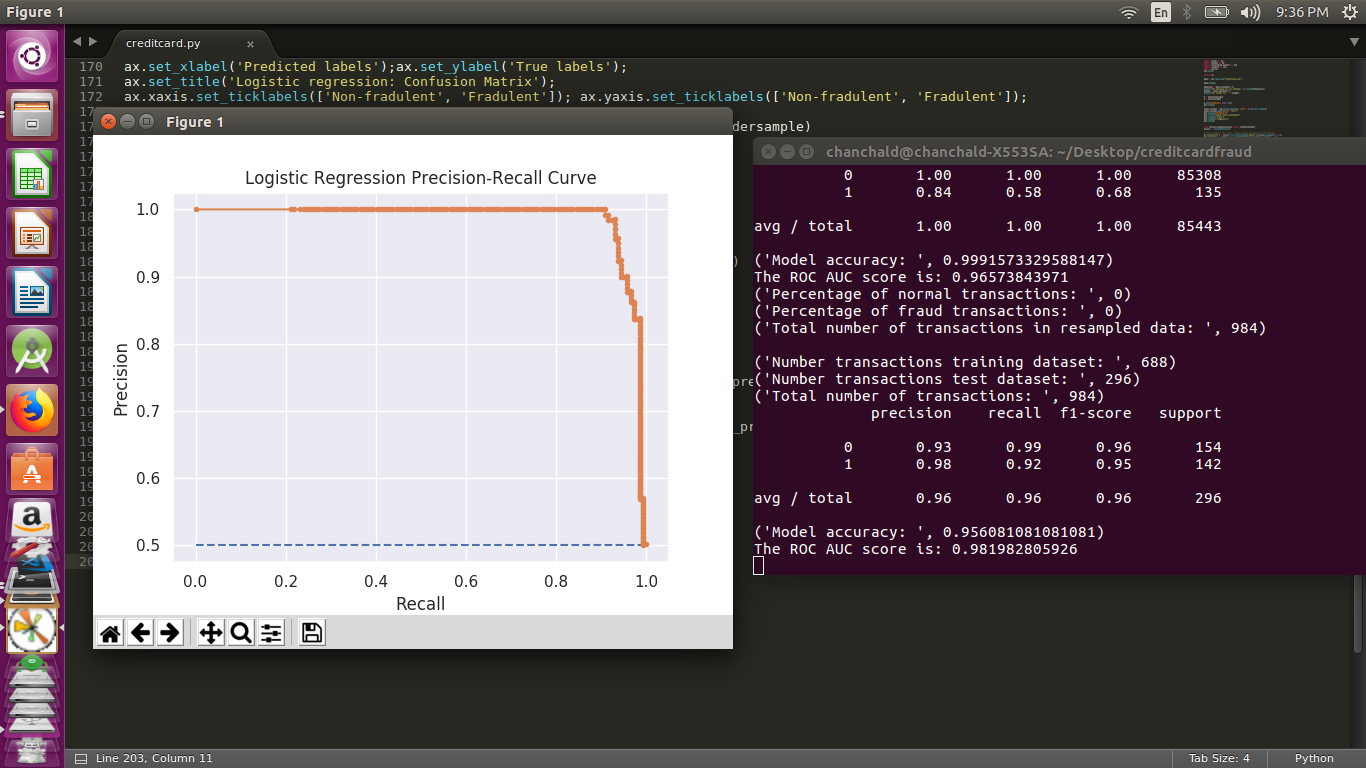 Figure 1
En
9:36 PM
creditcard.py
170 ax.set_xlabel('Predicted labels');ax.set_ylabel('True labels');
171 ax.set_title('Logistic regression: Confusion Matrix');
172 ax.xaxis.set_ticklabels(['Non-fradulent', 'Fradulent']); ax.yaxis.set_ticklabels(['Non-fradulent', 'Fradulent']);
dersample)
Figure 1
Logistic Regression Precision-Recall Curve
1.0
0.9
0.8
0.7
0.6
0.5
Precision
0.0 0.2 0.4 0.6 0.8 1.0
Recall
chanchald@chanchald-X553SA: ~/Desktop/creditcardfraud
0 1.00 1.00 1.00 85308
1 0.84 0.58 0.68 135
avg / total 1.00 1.00 1.00 85443
('Model accuracy: ', 0.9991573329588147)
The ROC AUC score is: 0.96573843971
('Percentage of normal transactions: ', 0)
('Percentage of fraud transactions: ', 0)
('Total number of transactions in resampled data: ', 984)
('Number transactions training dataset: ', 688)
('Number transactions test dataset: ', 296)
('Total number of transactions: ', 984)
precision recall f1-score support
0 0.93 0.99 0.96 154
1 0.98 0.92 0.95 142
avg / total 0.96 0.96 0.96 296
('Model accuracy: ', 0.956081081081081)
The ROC AUC score is: 0.981982805926
Line 203, Column 11
Tab Size: 4
Python